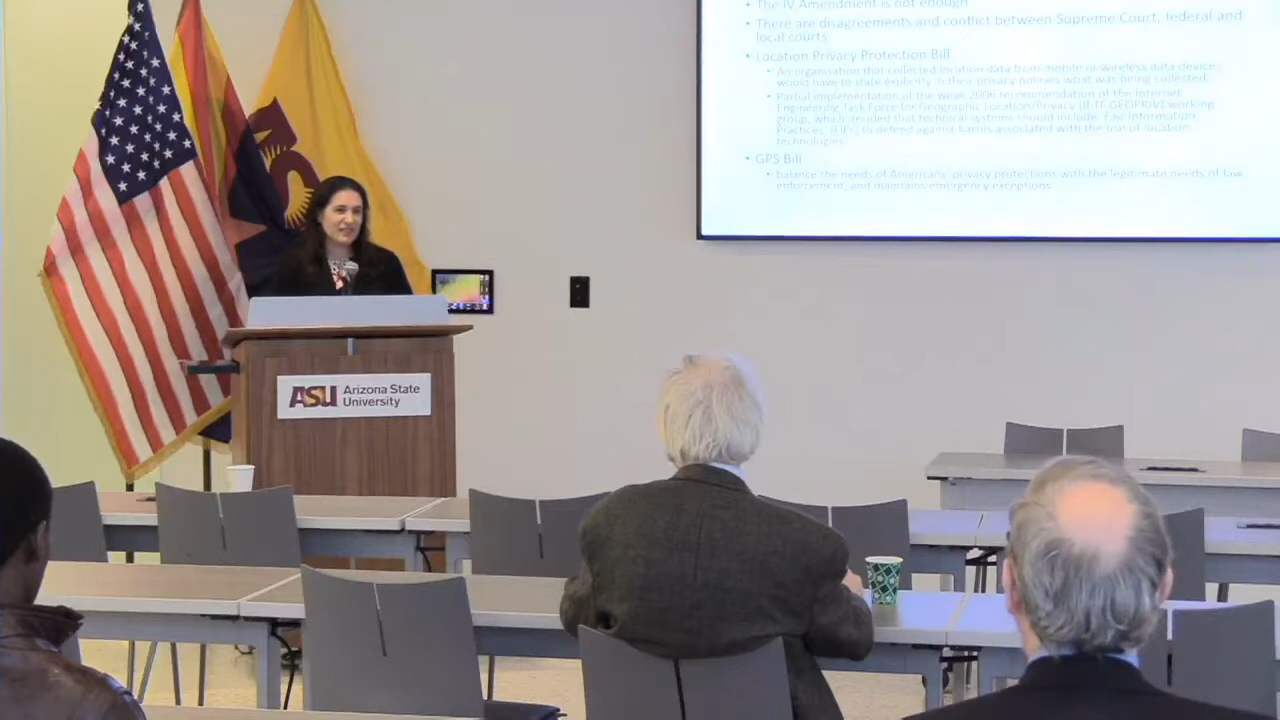 • The IV Amendment is not enough
• There are disagreements and conflict between Supreme Court, federal and
local courts
• Location Privacy Protection Bill
• An organisation that collected location data from mobile or wireless data device
would have to state explicitly in their privacy policies what was being collected.
• Partial implementation of the weak 2006 recommendation of the Internet
Engineering Task Force for Geographic Location/Privacy (IETF GEOPRIV) working
group, which decided that technical systems should include 'Fair Information
Practices' (FIPs) to defend against harms associated with the use of location
technologies.
• GPS Bill
• balance the needs of Americans' privacy protections with the legitimate needs of law
enforcement, and maintains emergency exceptions.
ASU Arizona State
University